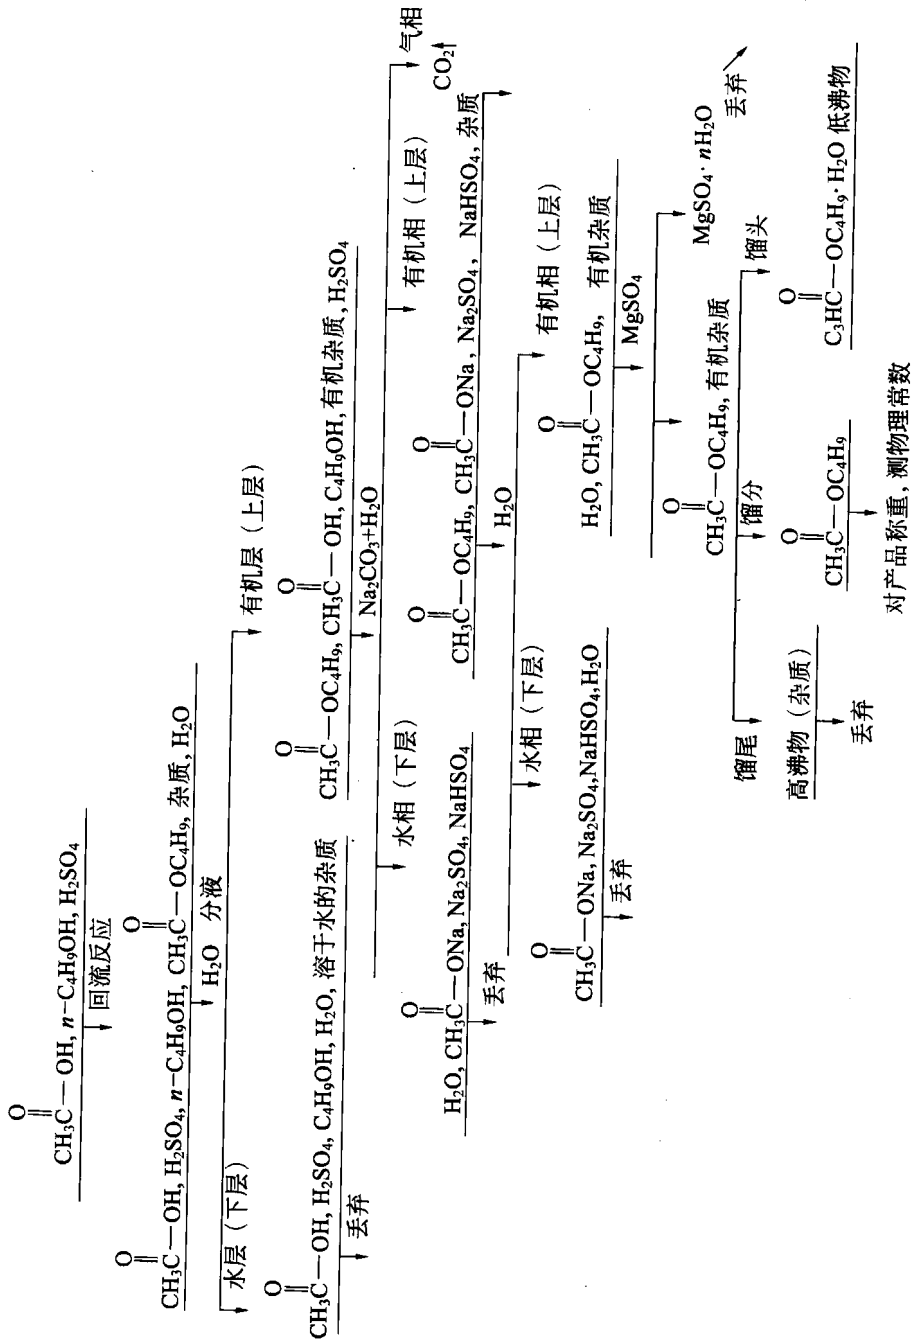 O
CH₃C—OH, n-C₄H₉OH, H₂SO₄
回流反应
O O
CH₃C—OH, H₂SO₄, n-C₄H₉OH, CH₃C—OC₄H₉, 杂质, H₂O
H₂O 分液
水层（下层） 有机层（上层）
O O O
CH₃C—OH, H₂SO₄, C₄H₉OH, H₂O, 溶于水的杂质 CH₃C—OC₄H₉, CH₃C—OH, C₄H₉OH, 有机杂质, H₂SO₄
丢弃 Na₂CO₃+H₂O
水相（下层） 有机相（上层） 气相
O O O CO₂↑
H₂O, CH₃C—ONa, Na₂SO₄, NaHSO₄ CH₃C—OC₄H₉, CH₃C—ONa, Na₂SO₄, NaHSO₄, 杂质
丢弃 H₂O
水相（下层） 有机相（上层）
O O
CH₃C—ONa, Na₂SO₄, NaHSO₄, H₂O H₂O, CH₃C—OC₄H₉, 有机杂质
丢弃 MgSO₄
O
CH₃C—OC₄H₉, 有机杂质 MgSO₄·nH₂O
丢弃
馏尾 馏分 馏头
O O
高沸物（杂质） CH₃C—OC₄H₉ C₃HC—OC₄H₉·H₂O 低沸物
丢弃 对产品称重, 测物理常数